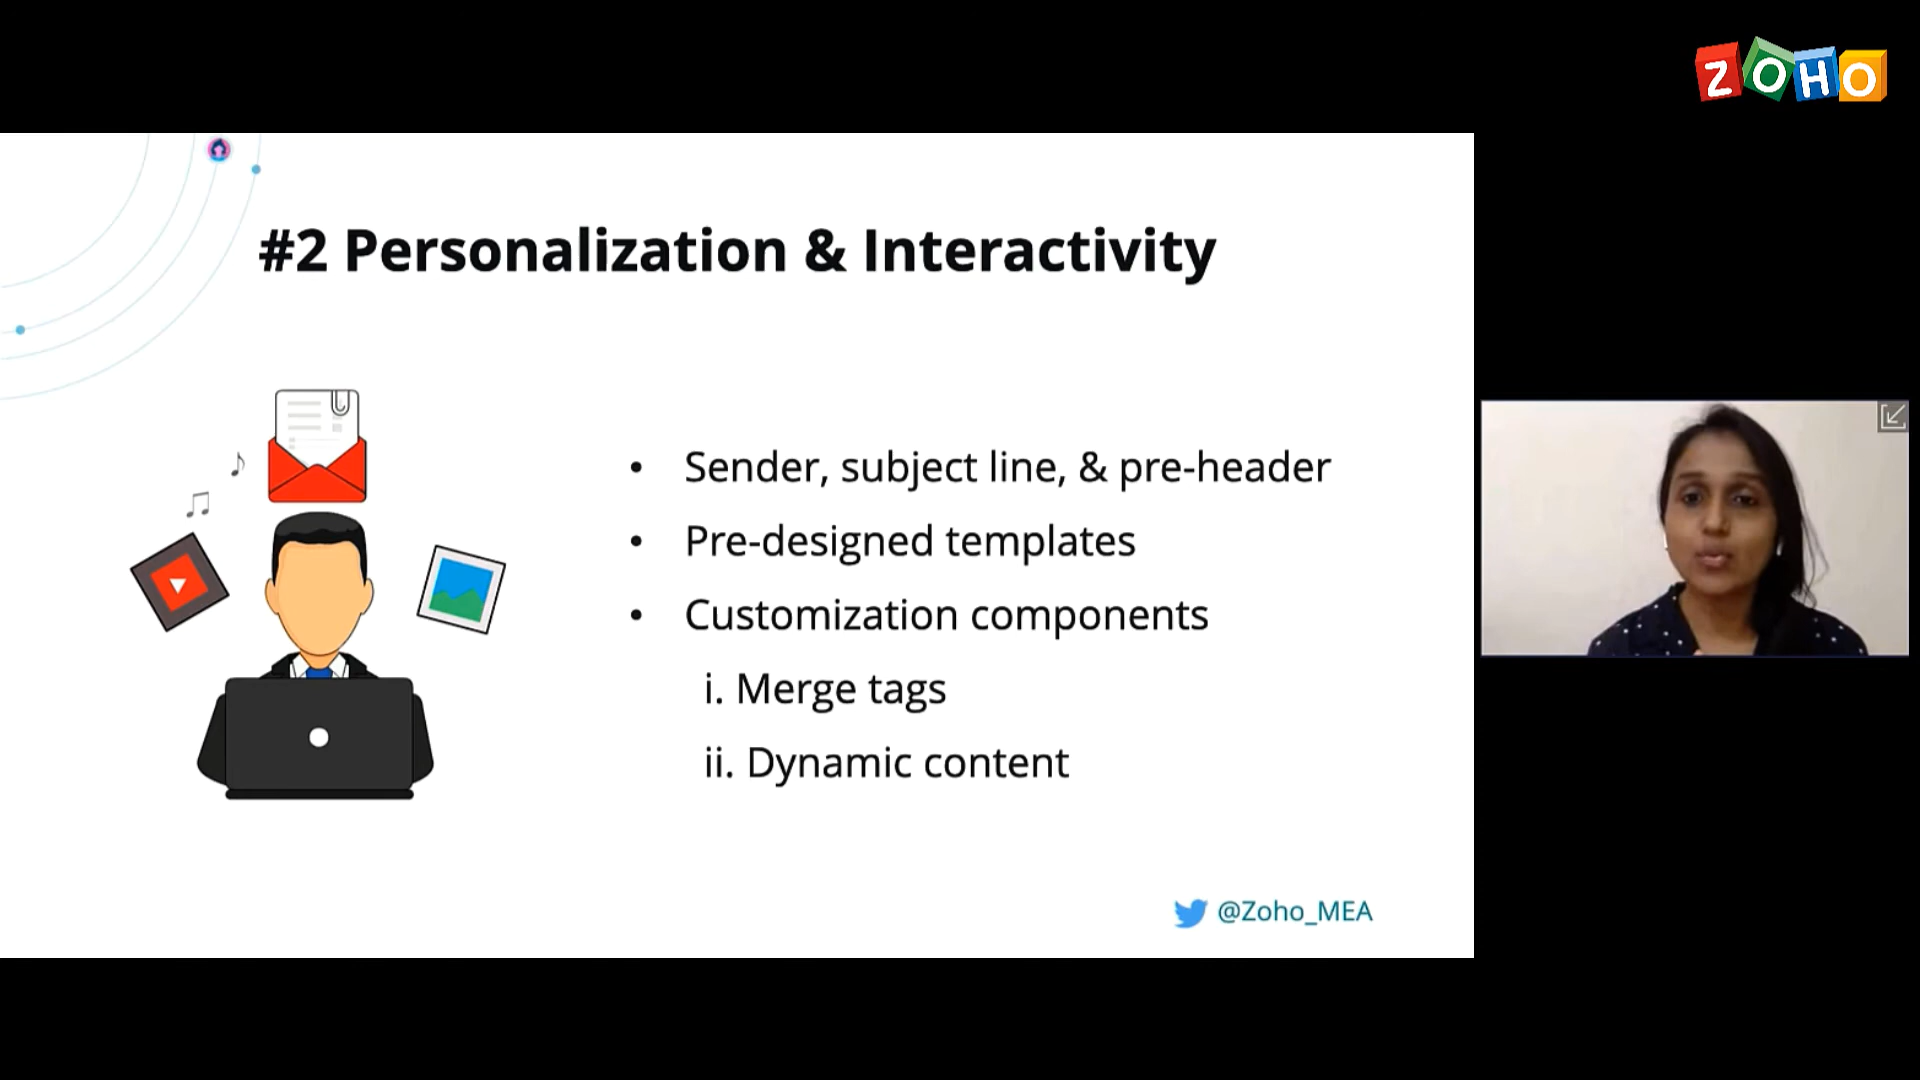 ZOHO
#2 Personalization & Interactivity
• Sender, subject line, & pre-header
• Pre-designed templates
• Customization components
i. Merge tags
ii. Dynamic content
@Zoho_MEA